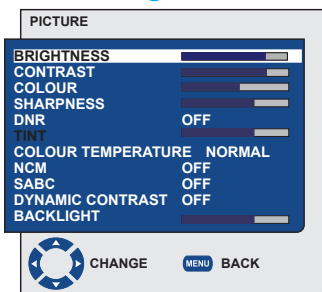 PICTURE
BRIGHTNESS
CONTRAST
COLOUR
SHARPNESS
DNR OFF
TINT
COLOUR TEMPERATURE NORMAL
NCM OFF
SABC OFF
DYNAMIC CONTRAST OFF
BACKLIGHT
CHANGE MENU BACK